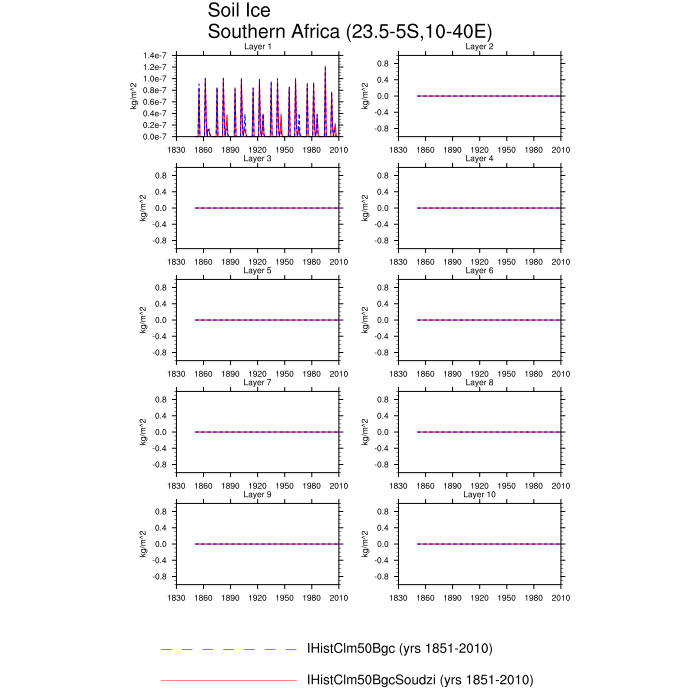 Soil Ice
Southern Africa (23.5-5S,10-40E)
Layer 1
Layer 2
kg/m^2
1.4e-7
1.2e-7
1.0e-7
0.8e-7
0.6e-7
0.4e-7
0.2e-7
0.0e-7
1830 1860 1890 1920 1950 1980 2010
kg/m^2
0.8
0.4
0.0
-0.4
-0.8
1830 1860 1890 1920 1950 1980 2010
Layer 3
Layer 4
kg/m^2
0.8
0.4
0.0
-0.4
-0.8
1830 1860 1890 1920 1950 1980 2010
kg/m^2
0.8
0.4
0.0
-0.4
-0.8
1830 1860 1890 1920 1950 1980 2010
Layer 5
Layer 6
kg/m^2
0.8
0.4
0.0
-0.4
-0.8
1830 1860 1890 1920 1950 1980 2010
kg/m^2
0.8
0.4
0.0
-0.4
-0.8
1830 1860 1890 1920 1950 1980 2010
Layer 7
Layer 8
kg/m^2
0.8
0.4
0.0
-0.4
-0.8
1830 1860 1890 1920 1950 1980 2010
kg/m^2
0.8
0.4
0.0
-0.4
-0.8
1830 1860 1890 1920 1950 1980 2010
Layer 9
Layer 10
kg/m^2
0.8
0.4
0.0
-0.4
-0.8
1830 1860 1890 1920 1950 1980 2010
kg/m^2
0.8
0.4
0.0
-0.4
-0.8
1830 1860 1890 1920 1950 1980 2010
IHistClm50Bgc (yrs 1851-2010)
IHistClm50BgcSoudzi (yrs 1851-2010)